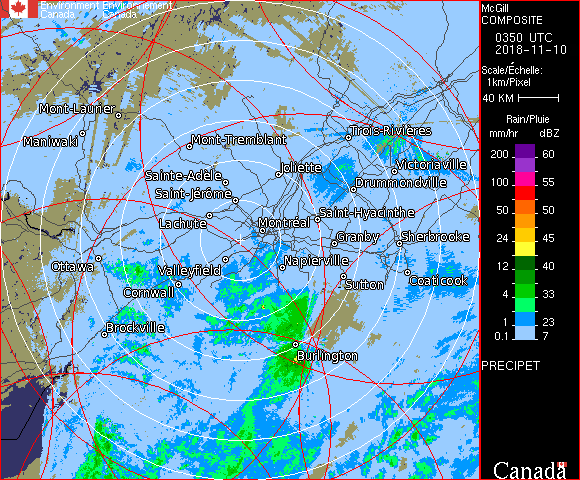 Environment Environnement
Canada Canada
McGill
COMPOSITE
0350 UTC
2018-11-10
Scale/Échelle:
1km/Pixel
40 KM
Rain/Pluie
mm/hr dBZ
200 60
100 55
50 50
24 45
12 40
4 33
1 23
0.1 7
PRECIPET
Canada
Mont-Laurier
Maniwaki
Mont-Tremblant
Trois-Rivières
Joliette
Victoriaville
Sainte-Adèle
Drummondville
Saint-Jérôme
Saint-Hyacinthe
Lachute
Montréal
Granby
Sherbrooke
Ottawa
Valleyfield
Napierville
Coaticook
Cornwall
Sutton
Brockville
Burlington